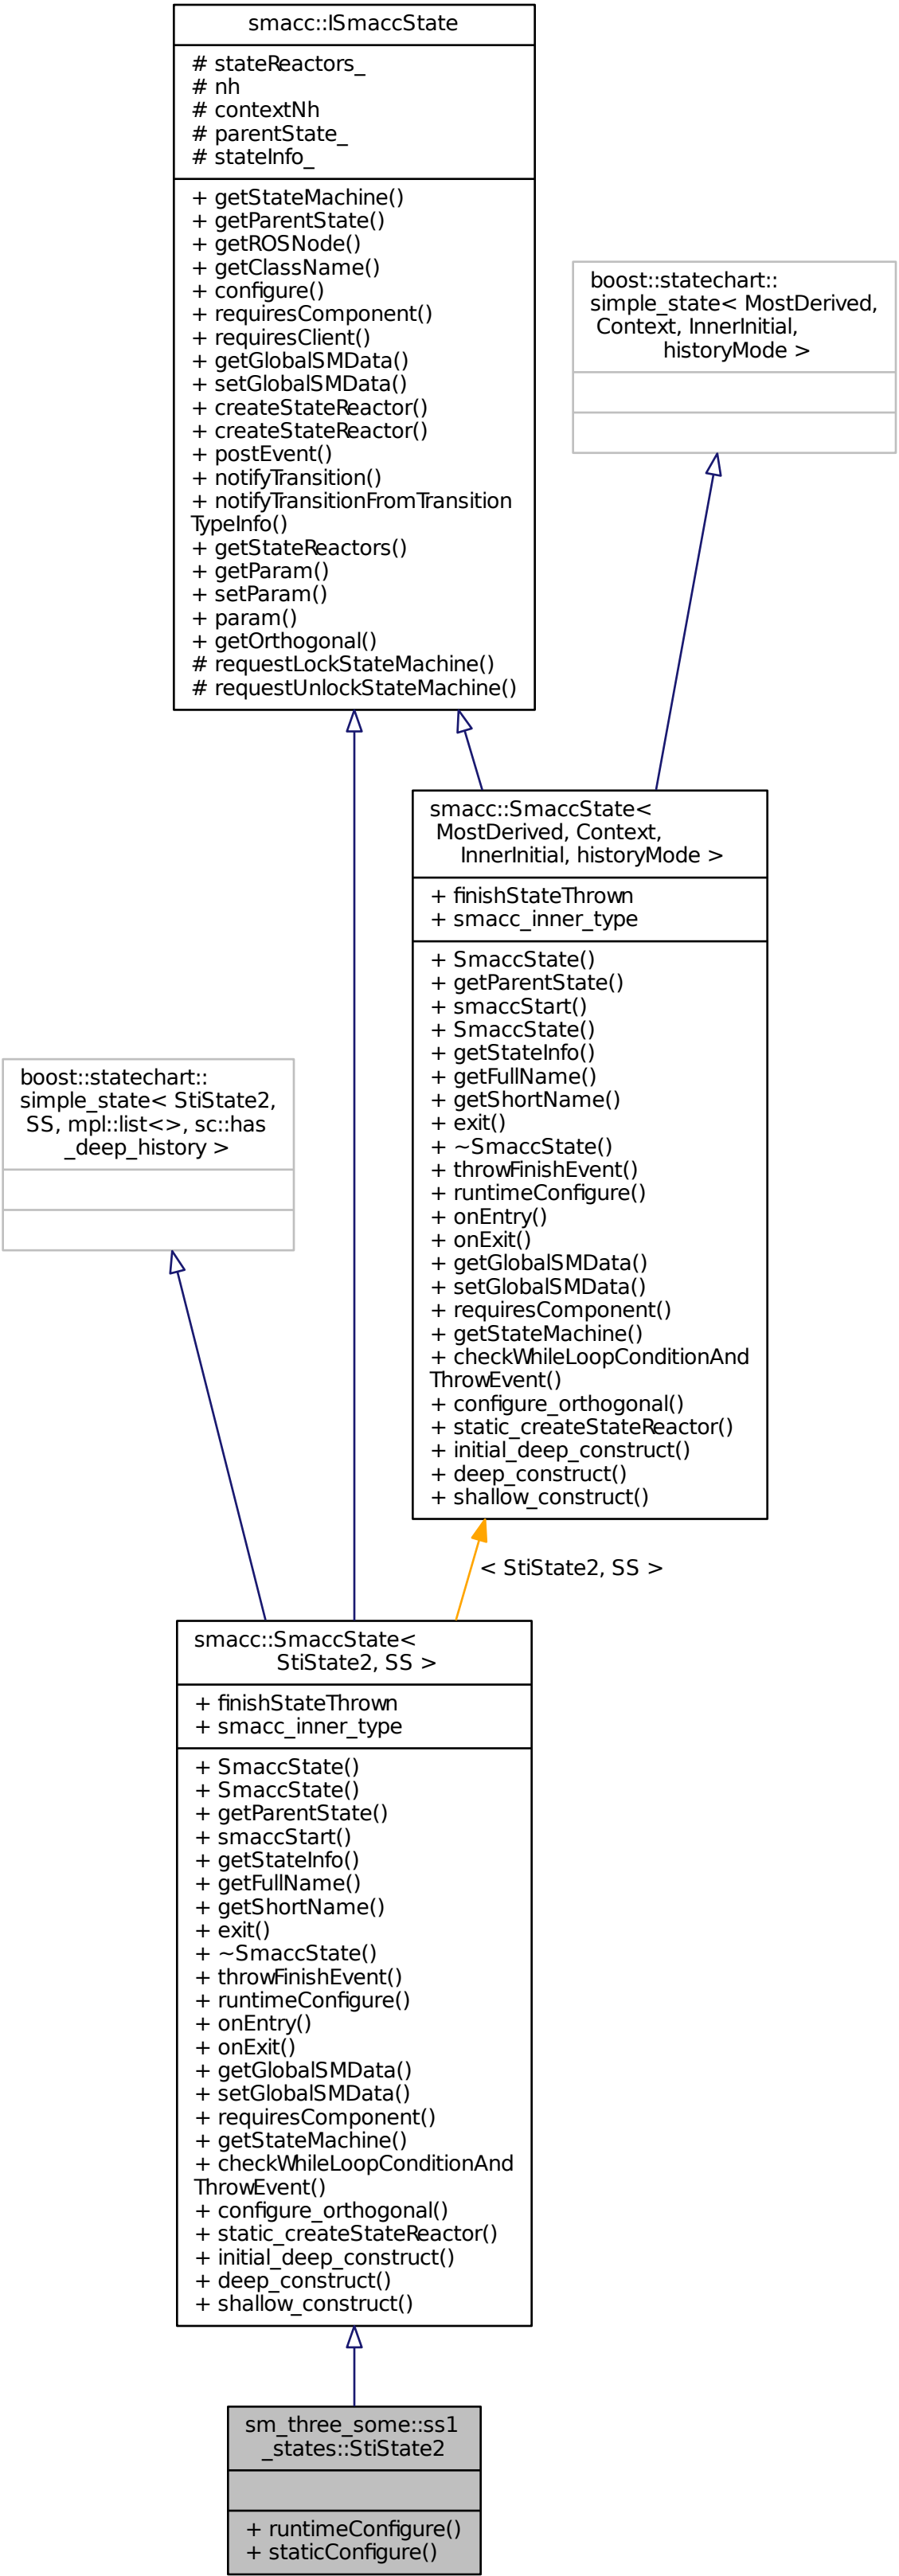 smacc::ISmaccState
# stateReactors_
# nh
# contextNh
# parentState_
# stateInfo_
+ getStateMachine()
+ getParentState()
+ getROSNode()
+ getClassName()
+ configure()
+ requiresComponent()
+ requiresClient()
+ getGlobalSMData()
+ setGlobalSMData()
+ createStateReactor()
+ createStateReactor()
+ postEvent()
+ notifyTransition()
+ notifyTransitionFromTransition
TypeInfo()
+ getStateReactors()
+ getParam()
+ setParam()
+ param()
+ getOrthogonal()
# requestLockStateMachine()
# requestUnlockStateMachine()
boost::statechart::
simple_state< MostDerived,
Context, InnerInitial,
historyMode >
smacc::SmaccState<
MostDerived, Context,
InnerInitial, historyMode >
+ finishStateThrown
+ smacc_inner_type
+ SmaccState()
+ getParentState()
+ smaccStart()
+ SmaccState()
+ getStateInfo()
+ getFullName()
+ getShortName()
+ exit()
+ ~SmaccState()
+ throwFinishEvent()
+ runtimeConfigure()
+ onEntry()
+ onExit()
+ getGlobalSMData()
+ setGlobalSMData()
+ requiresComponent()
+ getStateMachine()
+ checkWhileLoopConditionAnd
ThrowEvent()
+ configure_orthogonal()
+ static_createStateReactor()
+ initial_deep_construct()
+ deep_construct()
+ shallow_construct()
boost::statechart::
simple_state< StiState2,
SS, mpl::list<>, sc::has
_deep_history >
< StiState2, SS >
smacc::SmaccState<
StiState2, SS >
+ finishStateThrown
+ smacc_inner_type
+ SmaccState()
+ SmaccState()
+ getParentState()
+ smaccStart()
+ getStateInfo()
+ getFullName()
+ getShortName()
+ exit()
+ ~SmaccState()
+ throwFinishEvent()
+ runtimeConfigure()
+ onEntry()
+ onExit()
+ getGlobalSMData()
+ setGlobalSMData()
+ requiresComponent()
+ getStateMachine()
+ checkWhileLoopConditionAnd
ThrowEvent()
+ configure_orthogonal()
+ static_createStateReactor()
+ initial_deep_construct()
+ deep_construct()
+ shallow_construct()
sm_three_some::ss1
_states::StiState2
+ runtimeConfigure()
+ staticConfigure()